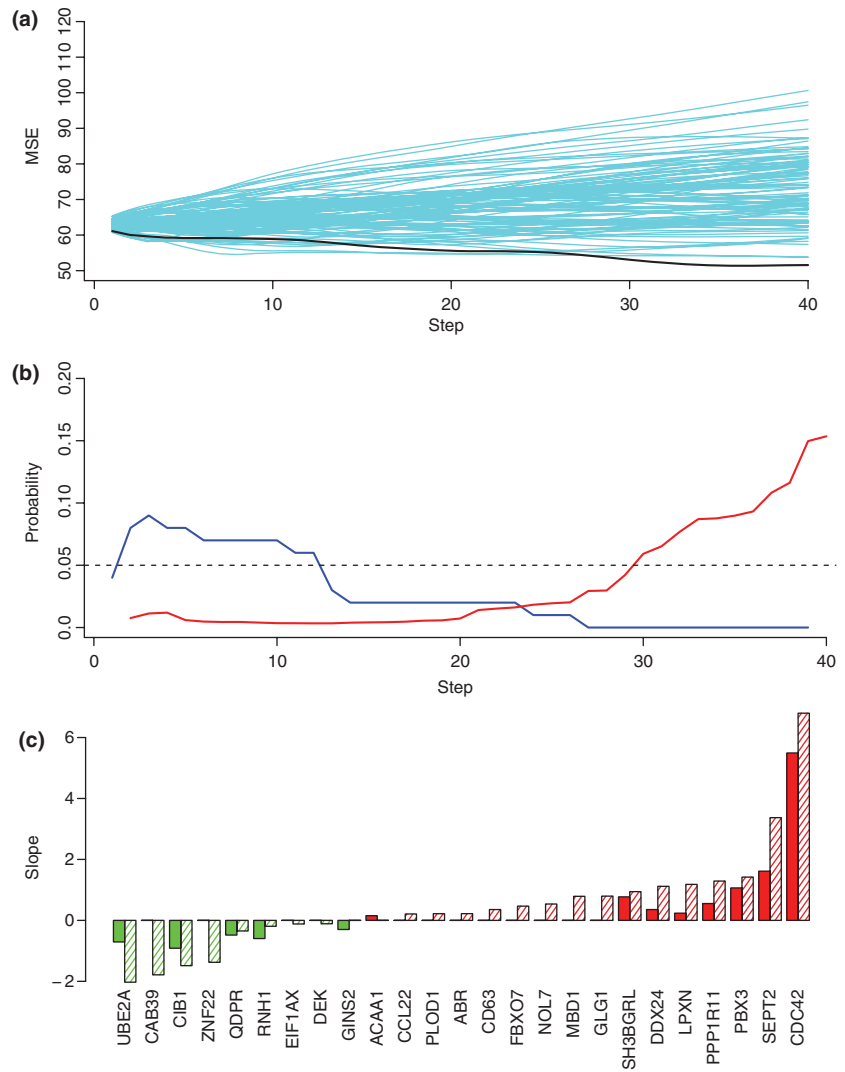 (a)
120
110
100
90
80
70
60
50
MSE
0 10 20 30 40
Step
(b)
0.20
0.15
0.10
0.05
0.0
Probability
0 10 20 30 40
Step
(c)
6
4
2
0
−2
Slope
UBE2A
CAB39
CIB1
ZNF22
QDPR
RNH1
EIF1AX
DEK
GINS2
ACAA1
CCL22
PLOD1
ABR
CD63
FBXO7
NOL7
MBD1
GLG1
SH3BGRL
DDX24
LPXN
PPP1R11
PBX3
SEPT2
CDC42